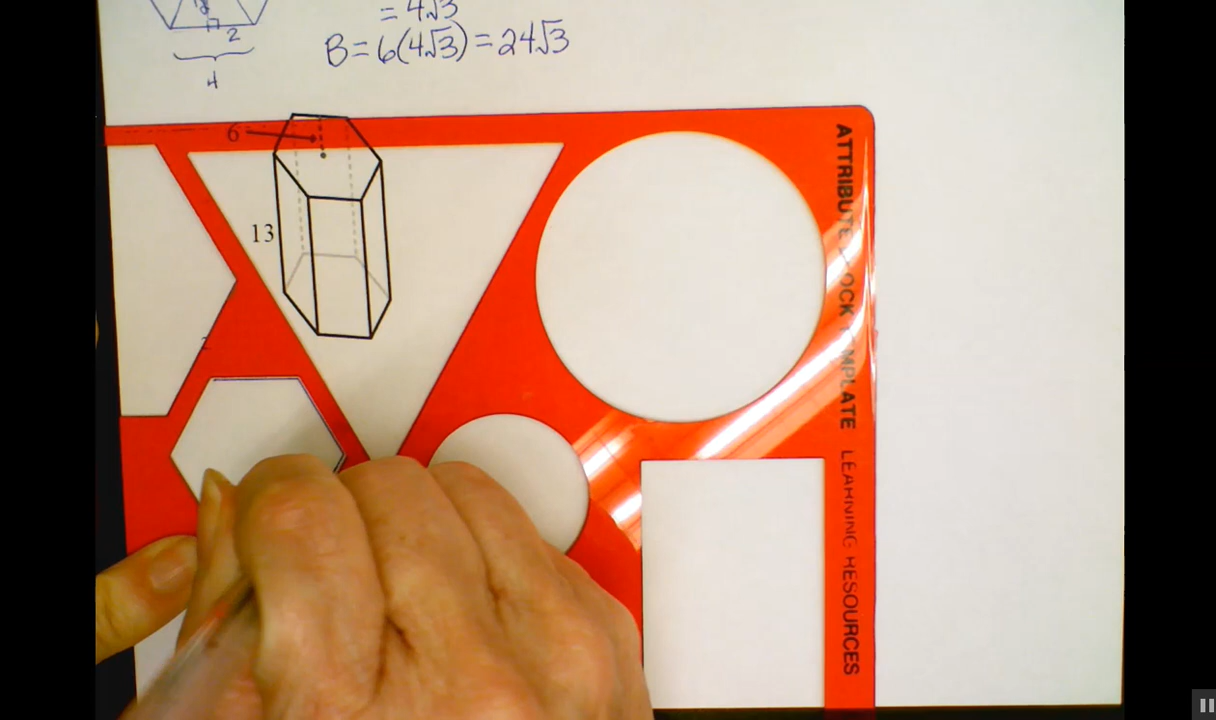 = 4√3
2
B = 6(4√3) = 24√3
4
6
13
ATTRIBUTE BLOCK TEMPLATE LEARNING RESOURCES